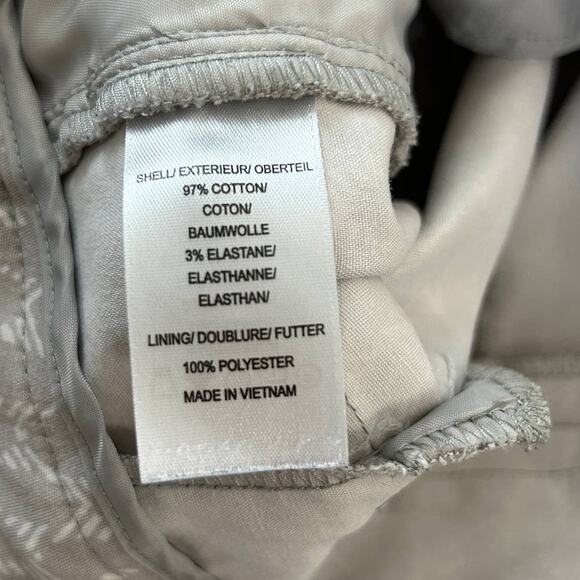 SHELL/ EXTERIEUR/ OBERTEIL
97% COTTON/
COTON/
BAUMWOLLE
3% ELASTANE/
ELASTHANNE/
ELASTHAN/
LINING/ DOUBLURE/ FUTTER
100% POLYESTER
MADE IN VIETNAM